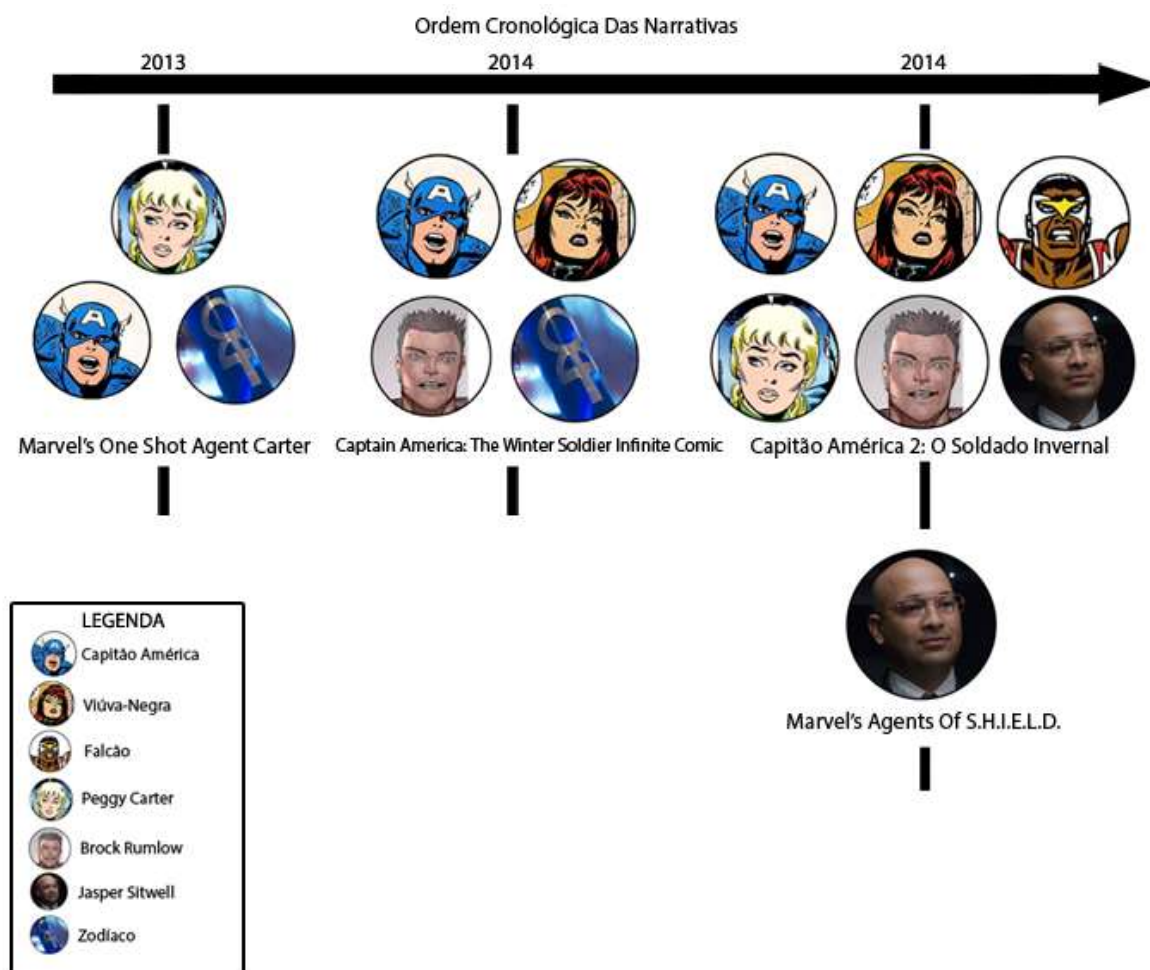 Ordem Cronológica Das Narrativas
2013
2014
2014
Marvel's One Shot Agent Carter
Captain America: The Winter Soldier Infinite Comic
Capitão América 2: O Soldado Invernal
Marvel's Agents Of S.H.I.E.L.D.
LEGENDA
Capitão América
Viúva-Negra
Falcão
Peggy Carter
Brock Rumlow
Jasper Sitwell
Zodíaco